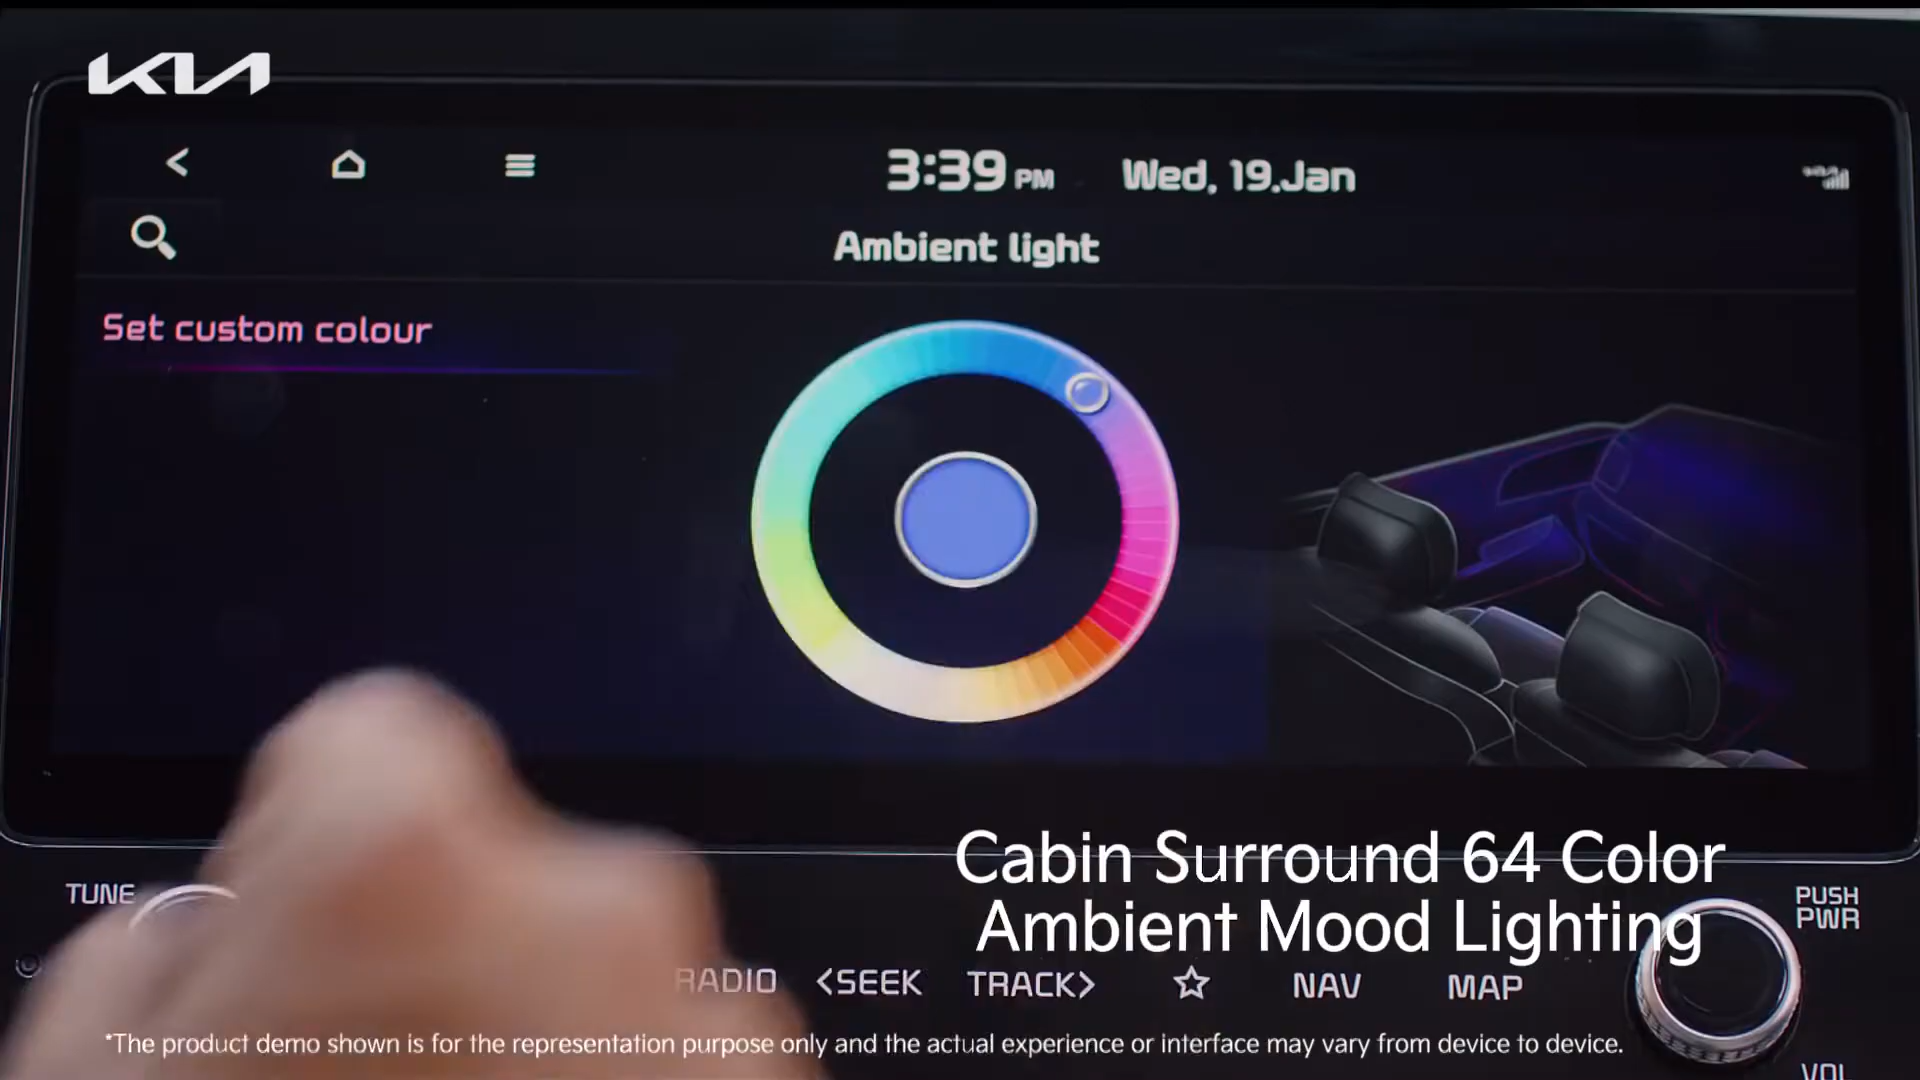 KIA
3:39 PM Wed, 19.Jan
Ambient light
Set custom colour
Cabin Surround 64 Color
Ambient Mood Lighting
TUNE
PUSH
PWR
RADIO <SEEK TRACK> ☆ NAV MAP
*The product demo shown is for the representation purpose only and the actual experience or interface may vary from device to device.
VOL